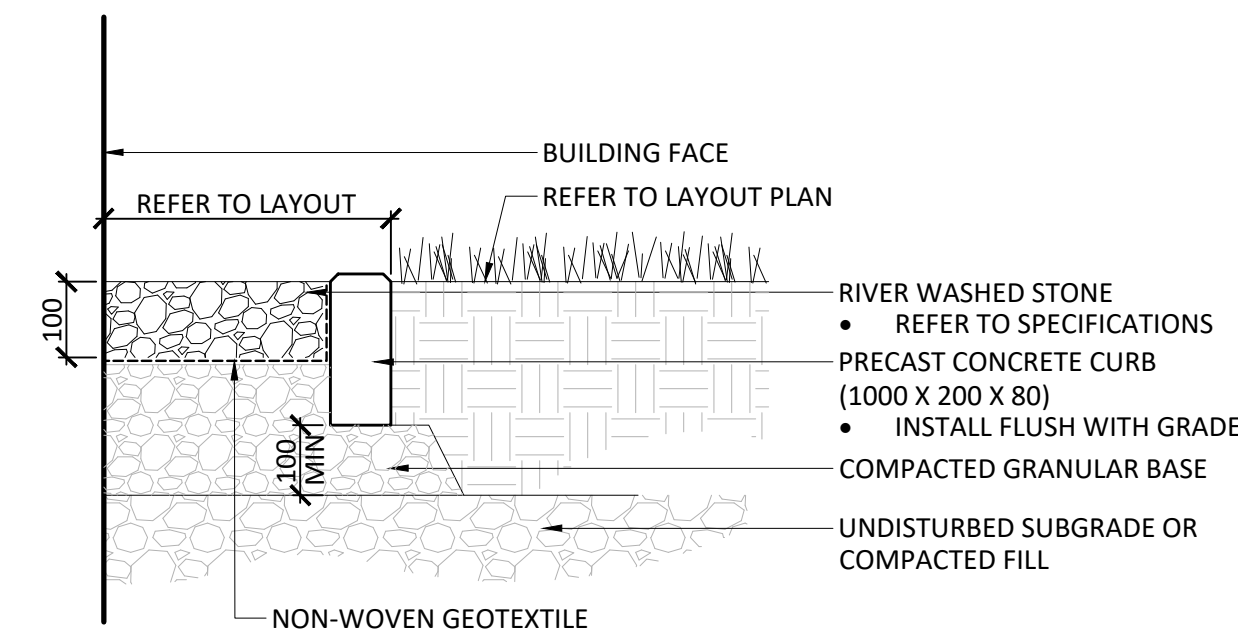 BUILDING FACE
REFER TO LAYOUT PLAN
REFER TO LAYOUT
100
RIVER WASHED STONE
• REFER TO SPECIFICATIONS
PRECAST CONCRETE CURB
(1000 X 200 X 80)
• INSTALL FLUSH WITH GRADE
100
MIN
COMPACTED GRANULAR BASE
UNDISTURBED SUBGRADE OR
COMPACTED FILL
NON-WOVEN GEOTEXTILE